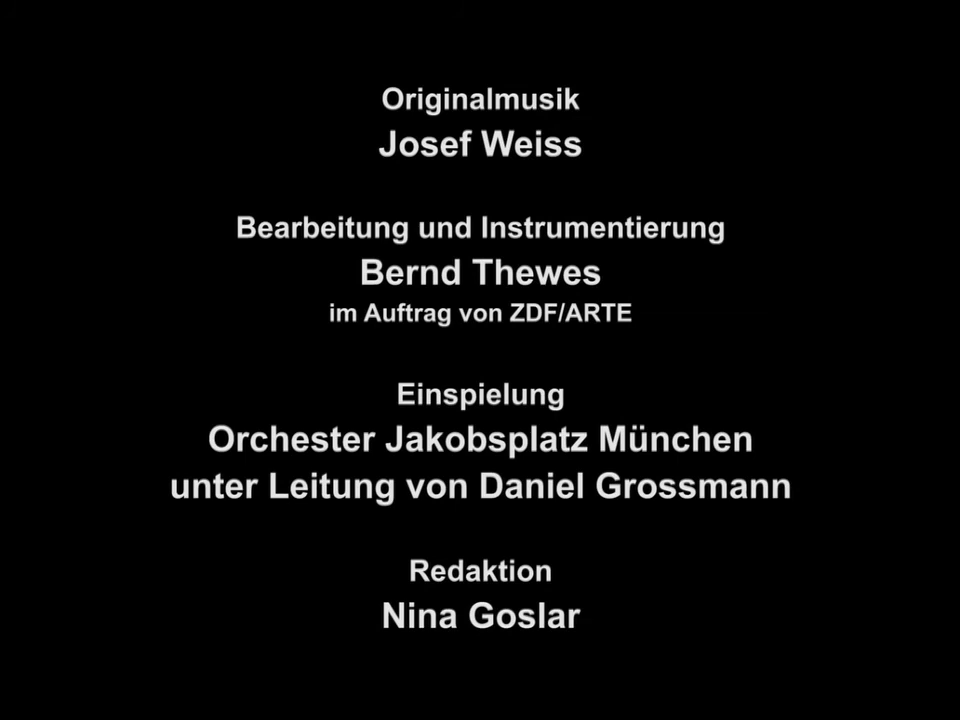 Originalmusik
Josef Weiss
Bearbeitung und Instrumentierung
Bernd Thewes
im Auftrag von ZDF/ARTE
Einspielung
Orchester Jakobsplatz München
unter Leitung von Daniel Grossmann
Redaktion
Nina Goslar